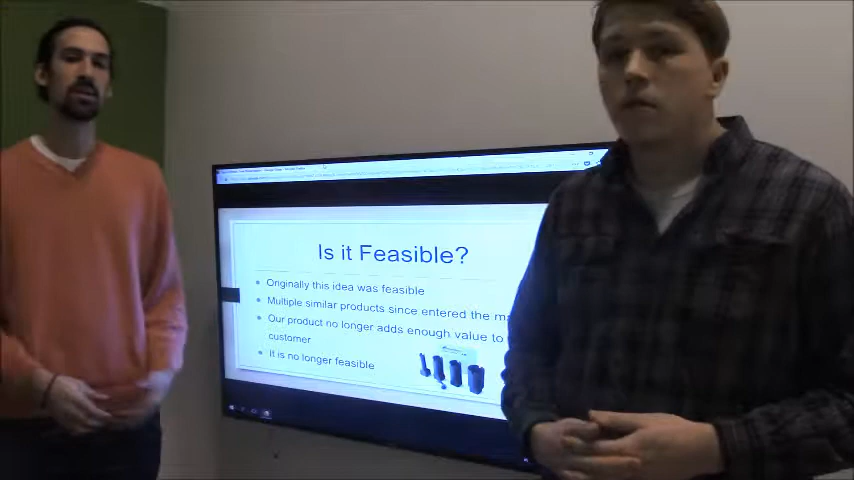 Is it Feasible?
Originally this idea was feasible
Multiple similar products since entered the
Our product no longer adds enough value to
customer
It is no longer feasible